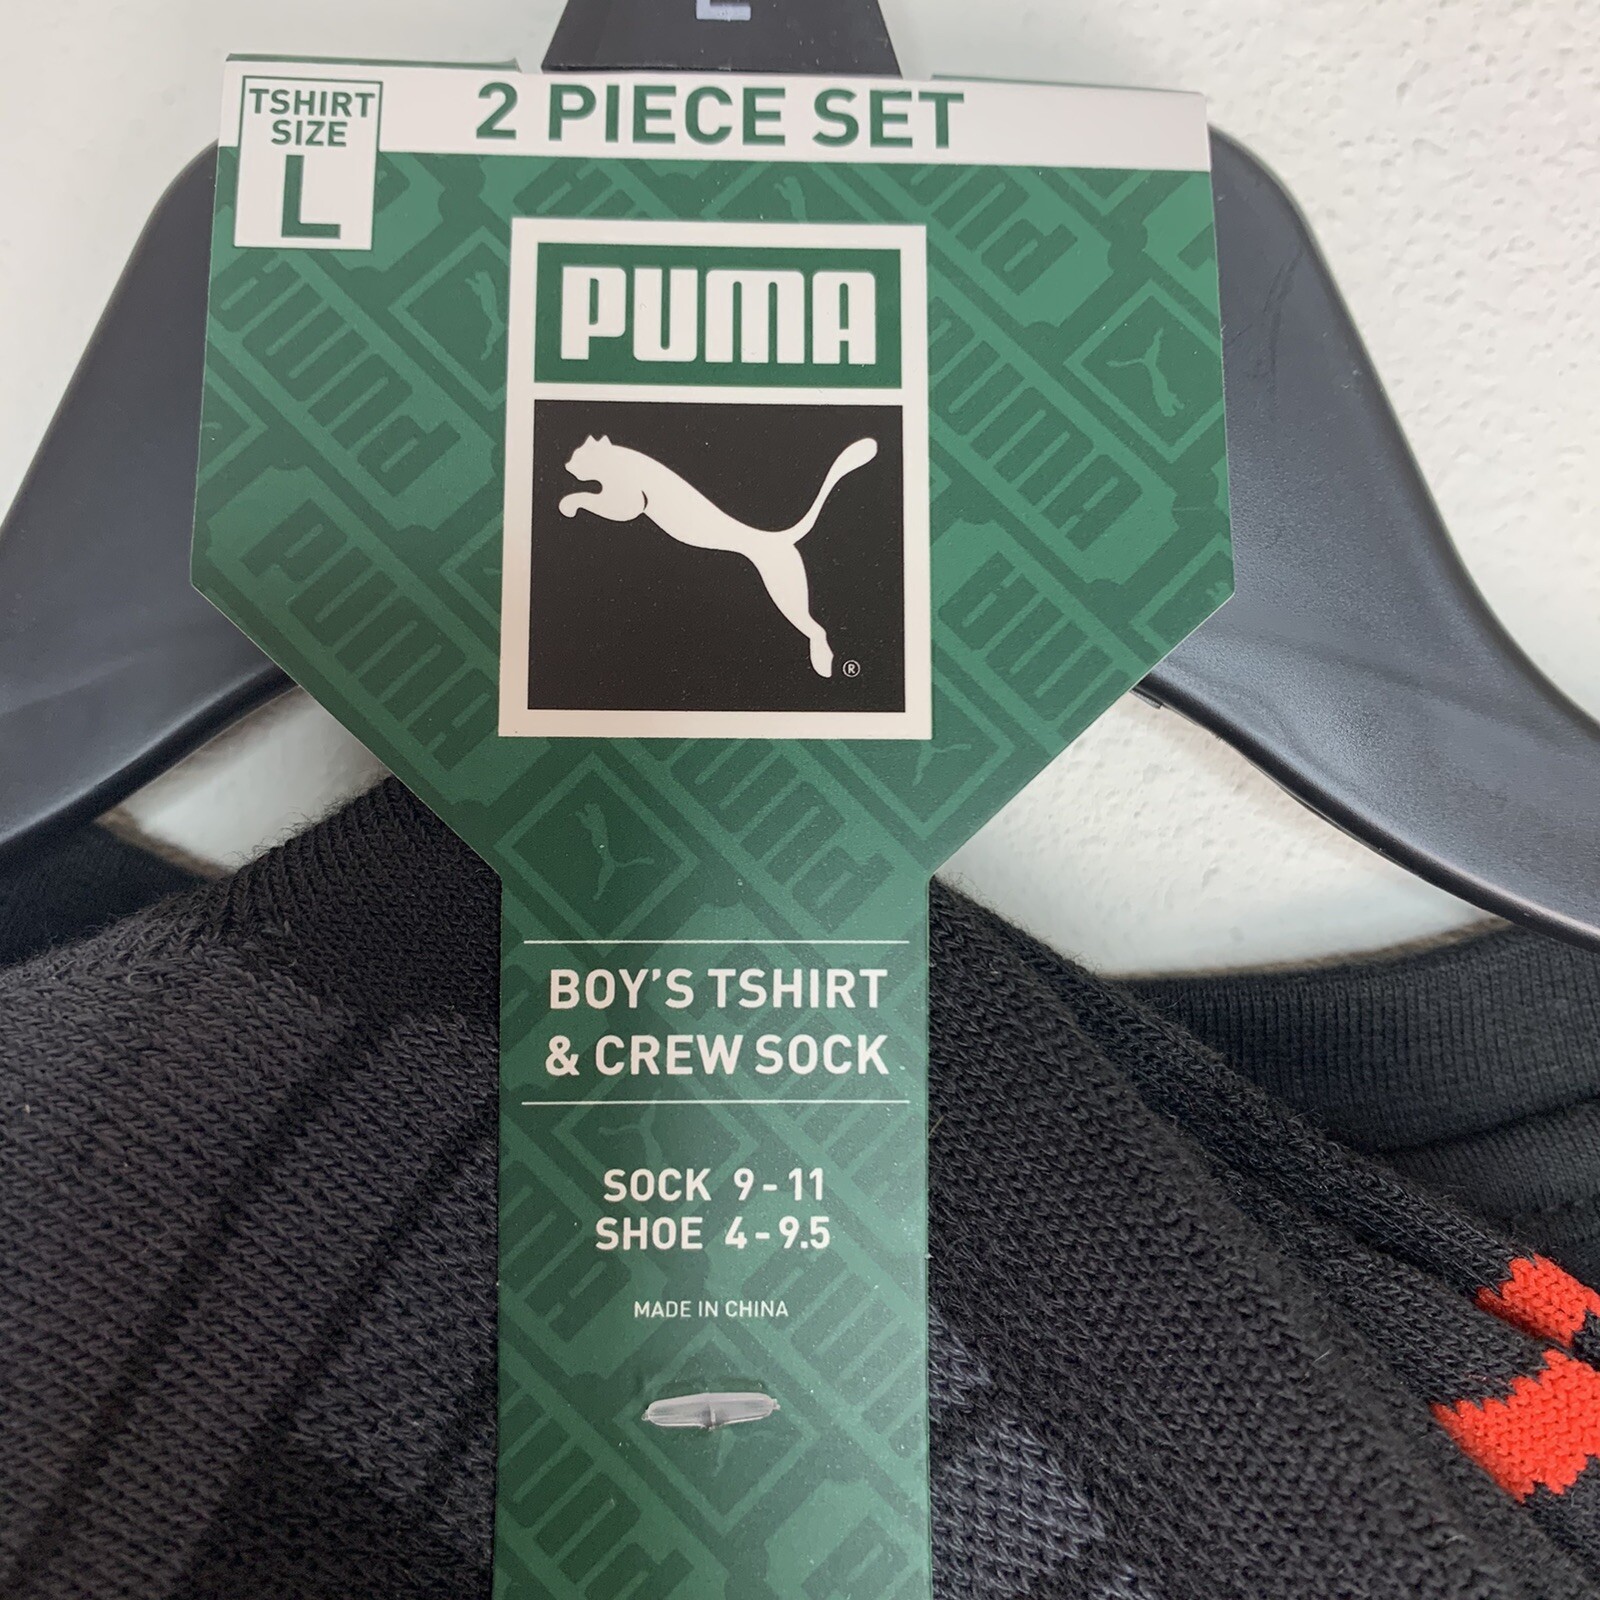 TSHIRT
SIZE
L
2 PIECE SET
PUMA
®
BOY'S TSHIRT
& CREW SOCK
SOCK 9-11
SHOE 4-9.5
MADE IN CHINA